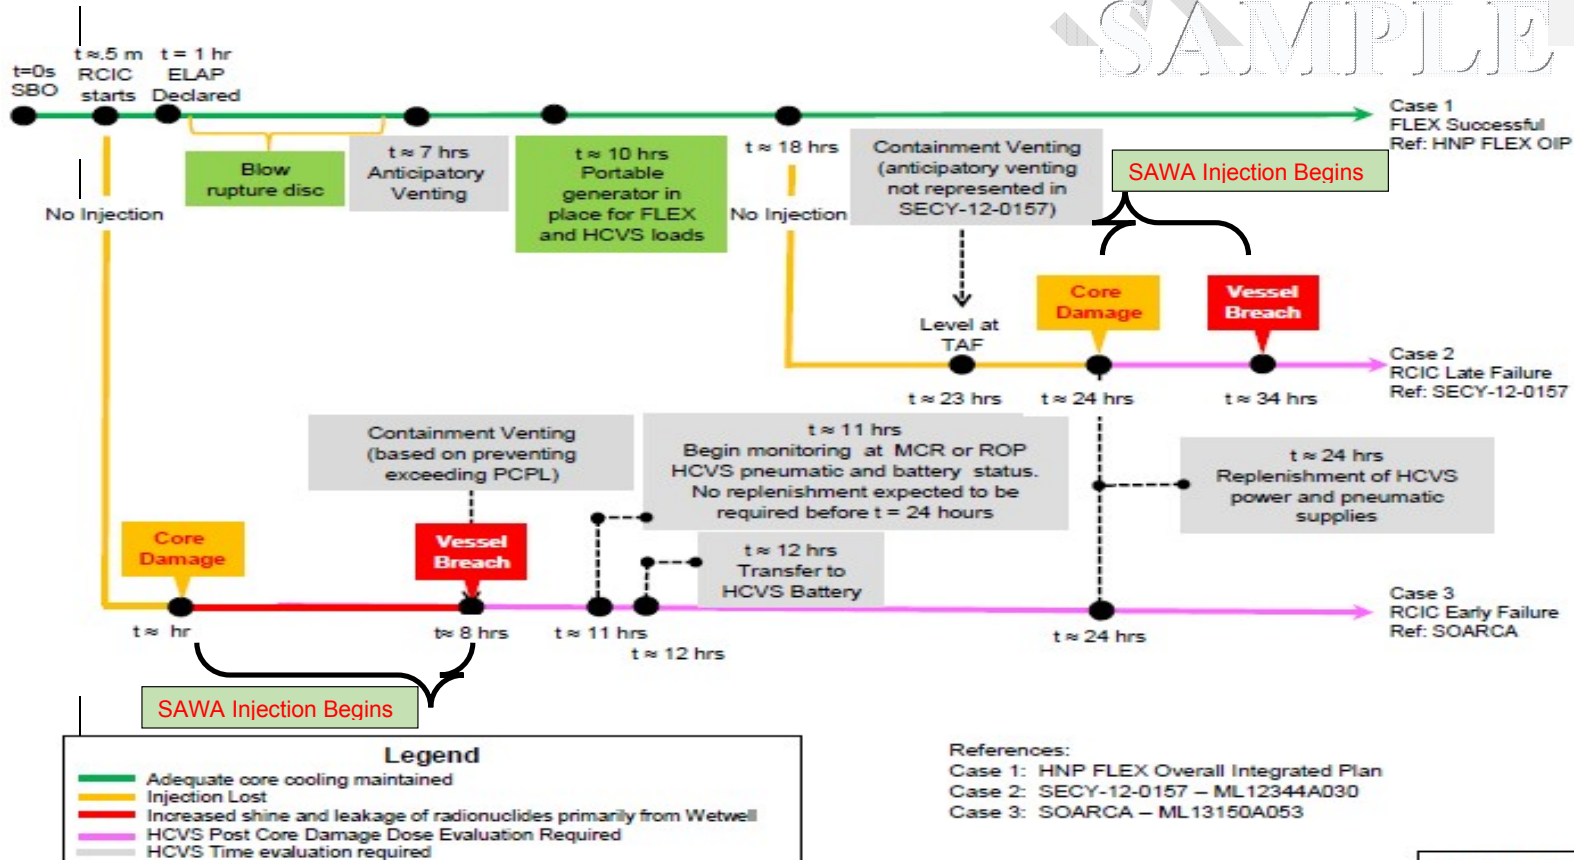 SAMPLE
t=0s
SBO
t ≈.5 m
RCIC
starts
t = 1 hr
ELAP
Declared
Case 1
FLEX Successful
Ref: HNP FLEX OIP
Blow
rupture disc
t ≈ 7 hrs
Anticipatory
Venting
t ≈ 10 hrs
Portable
generator in
place for FLEX
and HCVS loads
t ≈ 18 hrs
Containment Venting
(anticipatory venting
not represented in
SECY-12-0157)
SAWA Injection Begins
No Injection
No Injection
Core
Damage
Vessel
Breach
Level at
TAF
Case 2
RCIC Late Failure
Ref: SECY-12-0157
t ≈ 23 hrs
t ≈ 24 hrs
t ≈ 34 hrs
Containment Venting
(based on preventing
exceeding PCPL)
t ≈ 11 hrs
Begin monitoring at MCR or ROP
HCVS pneumatic and battery status.
No replenishment expected to be
required before t = 24 hours
t ≈ 24 hrs
Replenishment of HCVS
power and pneumatic
supplies
Core
Damage
Vessel
Breach
t ≈ 12 hrs
Transfer to
HCVS Battery
Case 3
RCIC Early Failure
Ref: SOARCA
t ≈ hr
t≈ 8 hrs
t ≈ 11 hrs
t ≈ 12 hrs
t ≈ 24 hrs
SAWA Injection Begins
Legend
Adequate core cooling maintained
Injection Lost
Increased shine and leakage of radionuclides primarily from Wetwell
HCVS Post Core Damage Dose Evaluation Required
HCVS Time evaluation required
References:
Case 1: HNP FLEX Overall Integrated Plan
Case 2: SECY-12-0157 – ML12344A030
Case 3: SOARCA – ML13150A053